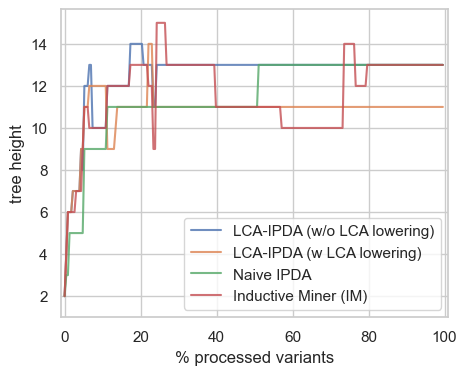 tree height
14
12
10
8
6
4
2
0
20
40
60
80
100
% processed variants
LCA-IPDA (w/o LCA lowering)
LCA-IPDA (w LCA lowering)
Naive IPDA
Inductive Miner (IM)